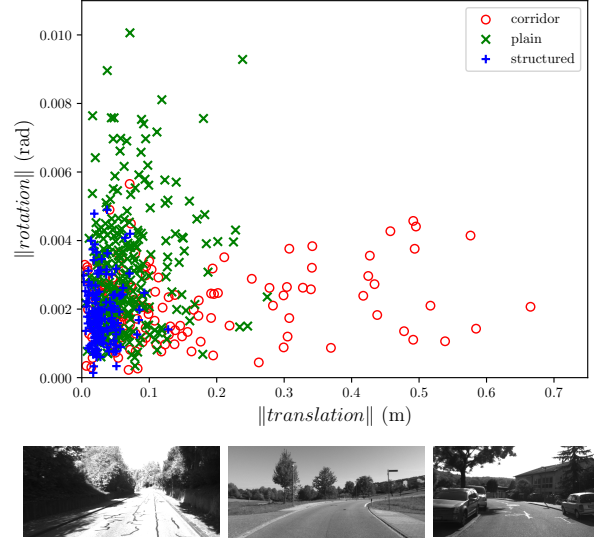 0.010
0.008
0.006
0.004
0.002
0.000
‖rotation‖ (rad)
corridor
plain
structured
0.0 0.1 0.2 0.3 0.4 0.5 0.6 0.7
‖translation‖ (m)